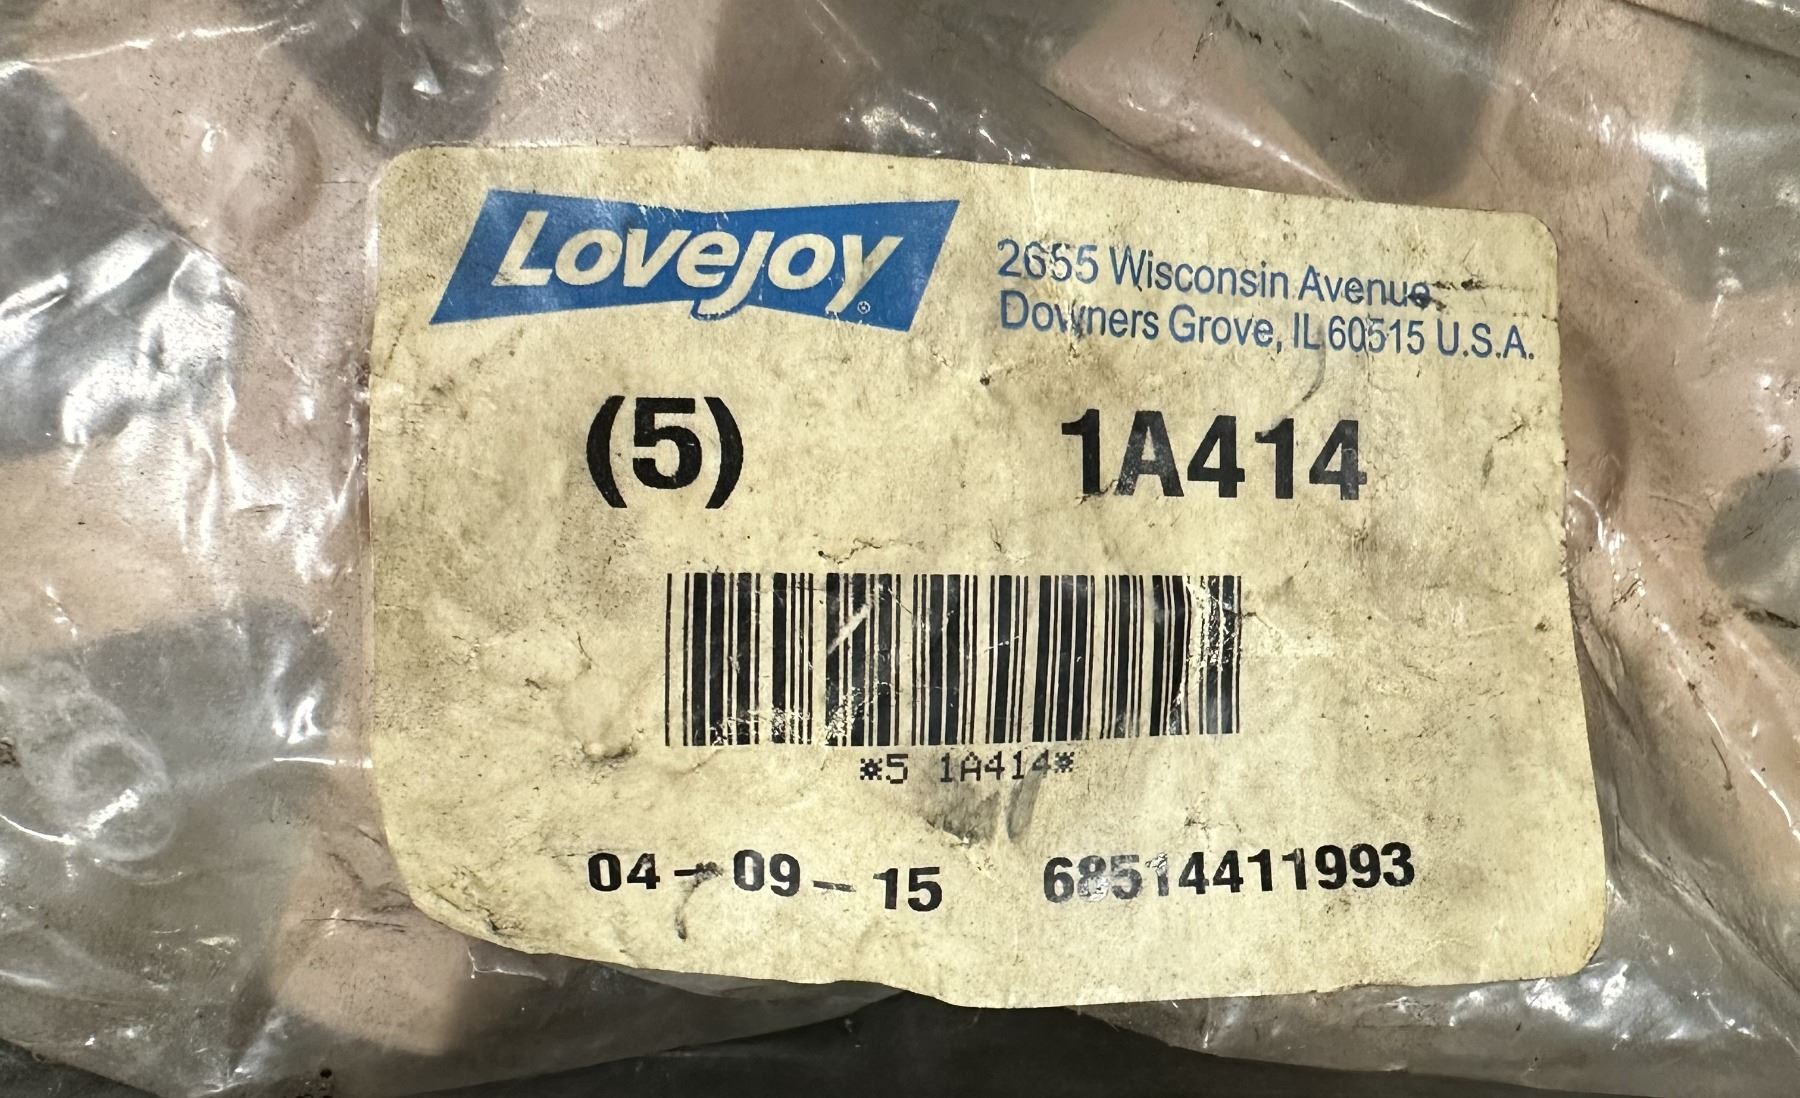 Lovejoy®
2655 Wisconsin Avenue
Downers Grove, IL 60515 U.S.A.
(5) 1A414
*5 1A414*
04-09-15 68514411993